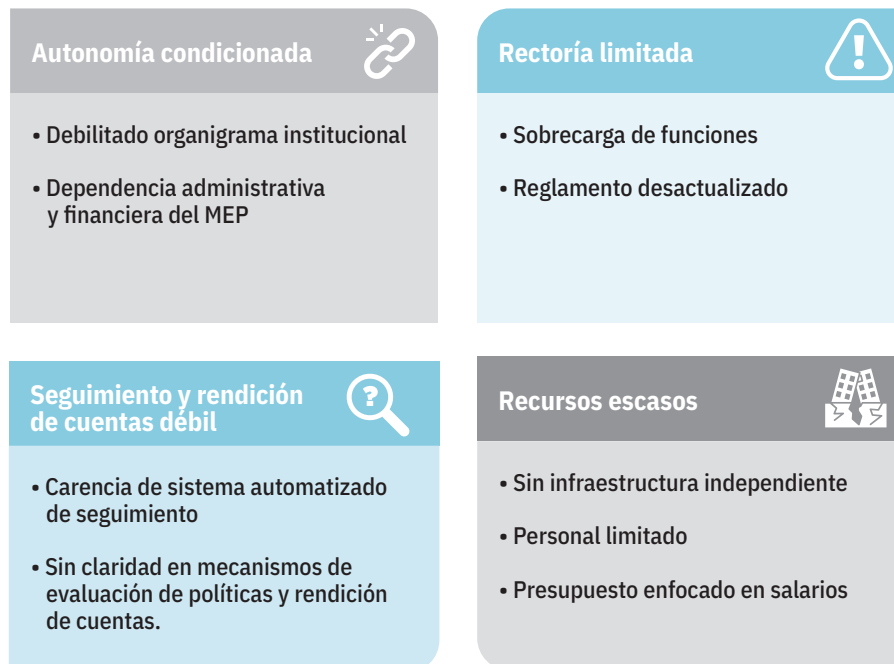 Autonomía condicionada
• Debilitado organigrama institucional
• Dependencia administrativa
y financiera del MEP
Rectoría limitada
• Sobrecarga de funciones
• Reglamento desactualizado
Seguimiento y rendición
de cuentas débil
• Carencia de sistema automatizado
de seguimiento
• Sin claridad en mecanismos de
evaluación de políticas y rendición
de cuentas.
Recursos escasos
• Sin infraestructura independiente
• Personal limitado
• Presupuesto enfocado en salarios